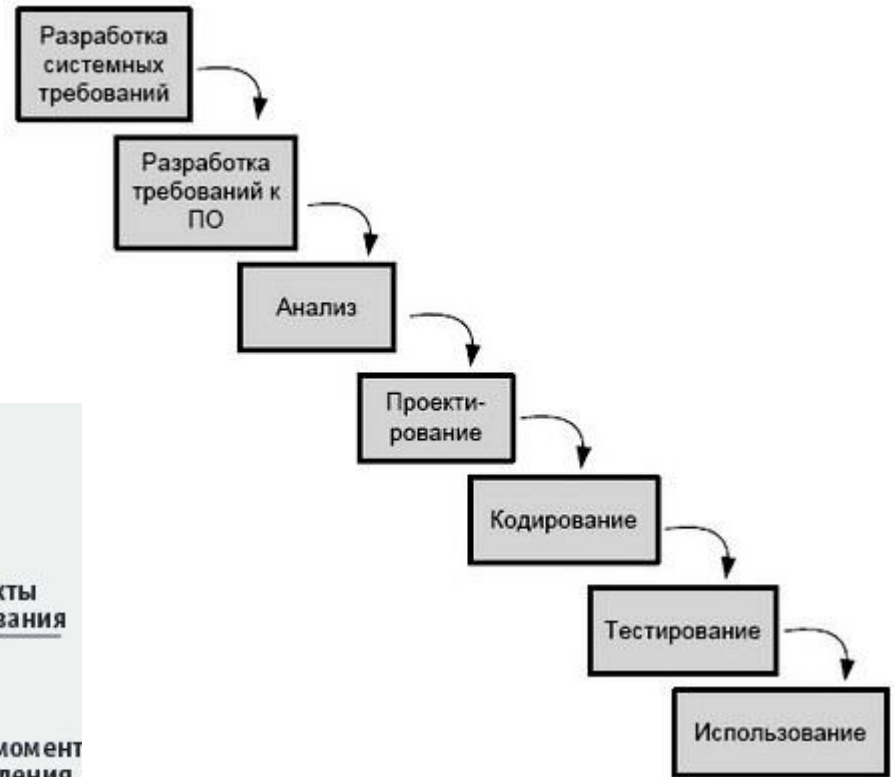 Разработка
системных
требований
Разработка
требований к
ПО
Анализ
Проекти-
рование
Кодирование
Тестирование
Использование